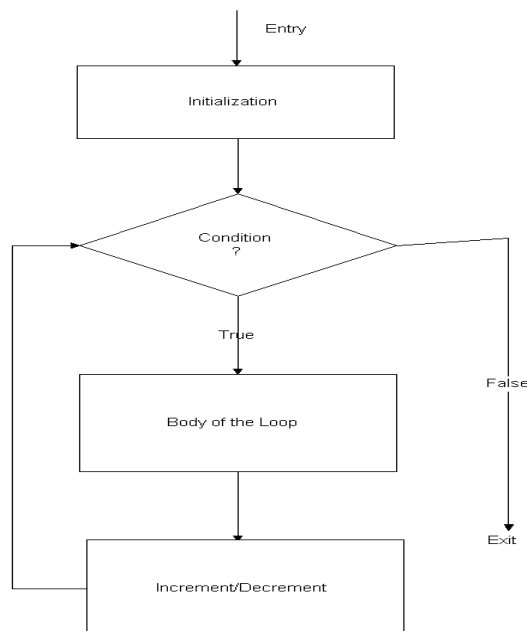 Entry
Initialization
Condition
?
True
Body of the Loop
False
Exit
Increment/Decrement